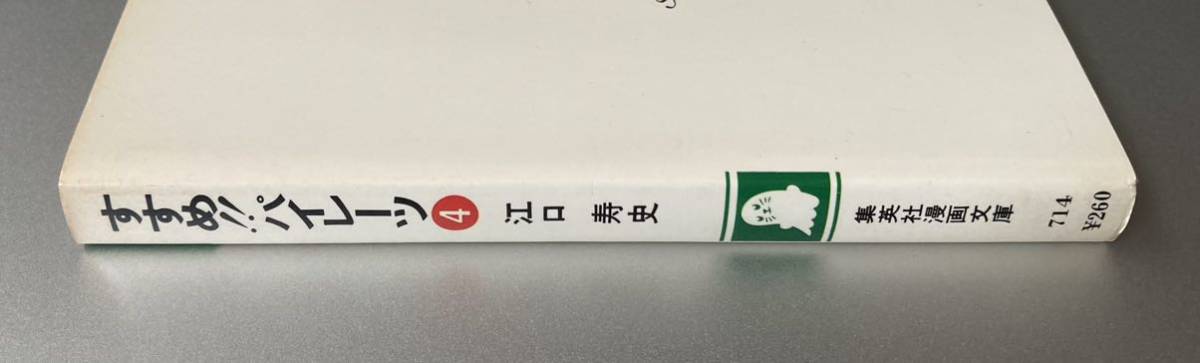 すすめ!!パイレーツ 4
江口 寿史
集英社漫画文庫
714
¥260